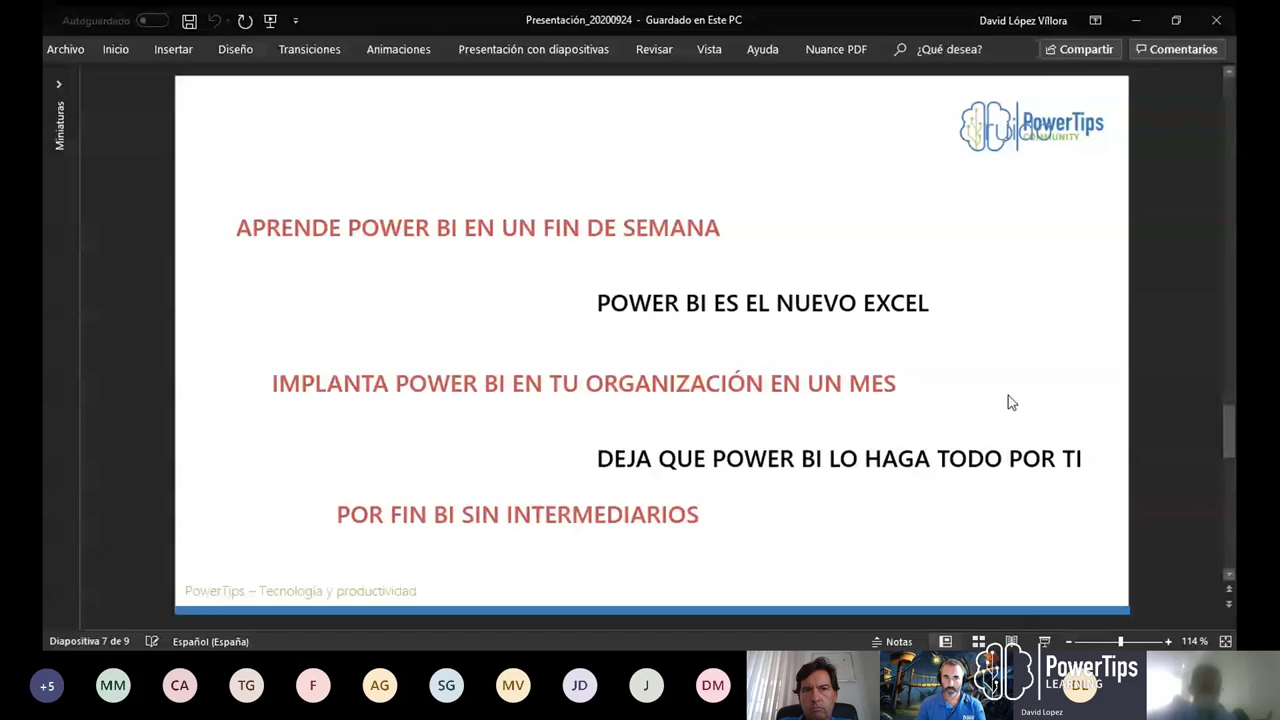 Autoguardado
Presentación_20200924 - Guardado en Este PC
David López Víllora
Archivo Inicio Insertar Diseño Transiciones Animaciones Presentación con diapositivas Revisar Vista Ayuda Nuance PDF ¿Qué desea? Compartir Comentarios
Miniaturas
PowerTips
COMMUNITY
APRENDE POWER BI EN UN FIN DE SEMANA
POWER BI ES EL NUEVO EXCEL
IMPLANTA POWER BI EN TU ORGANIZACIÓN EN UN MES
DEJA QUE POWER BI LO HAGA TODO POR TI
POR FIN BI SIN INTERMEDIARIOS
PowerTips – Tecnología y productividad
Diapositiva 7 de 9 Español (España) Notas 114 %
+5 MM CA TG F AG SG MV JD J DM
PowerTips
LEARNING
David Lopez